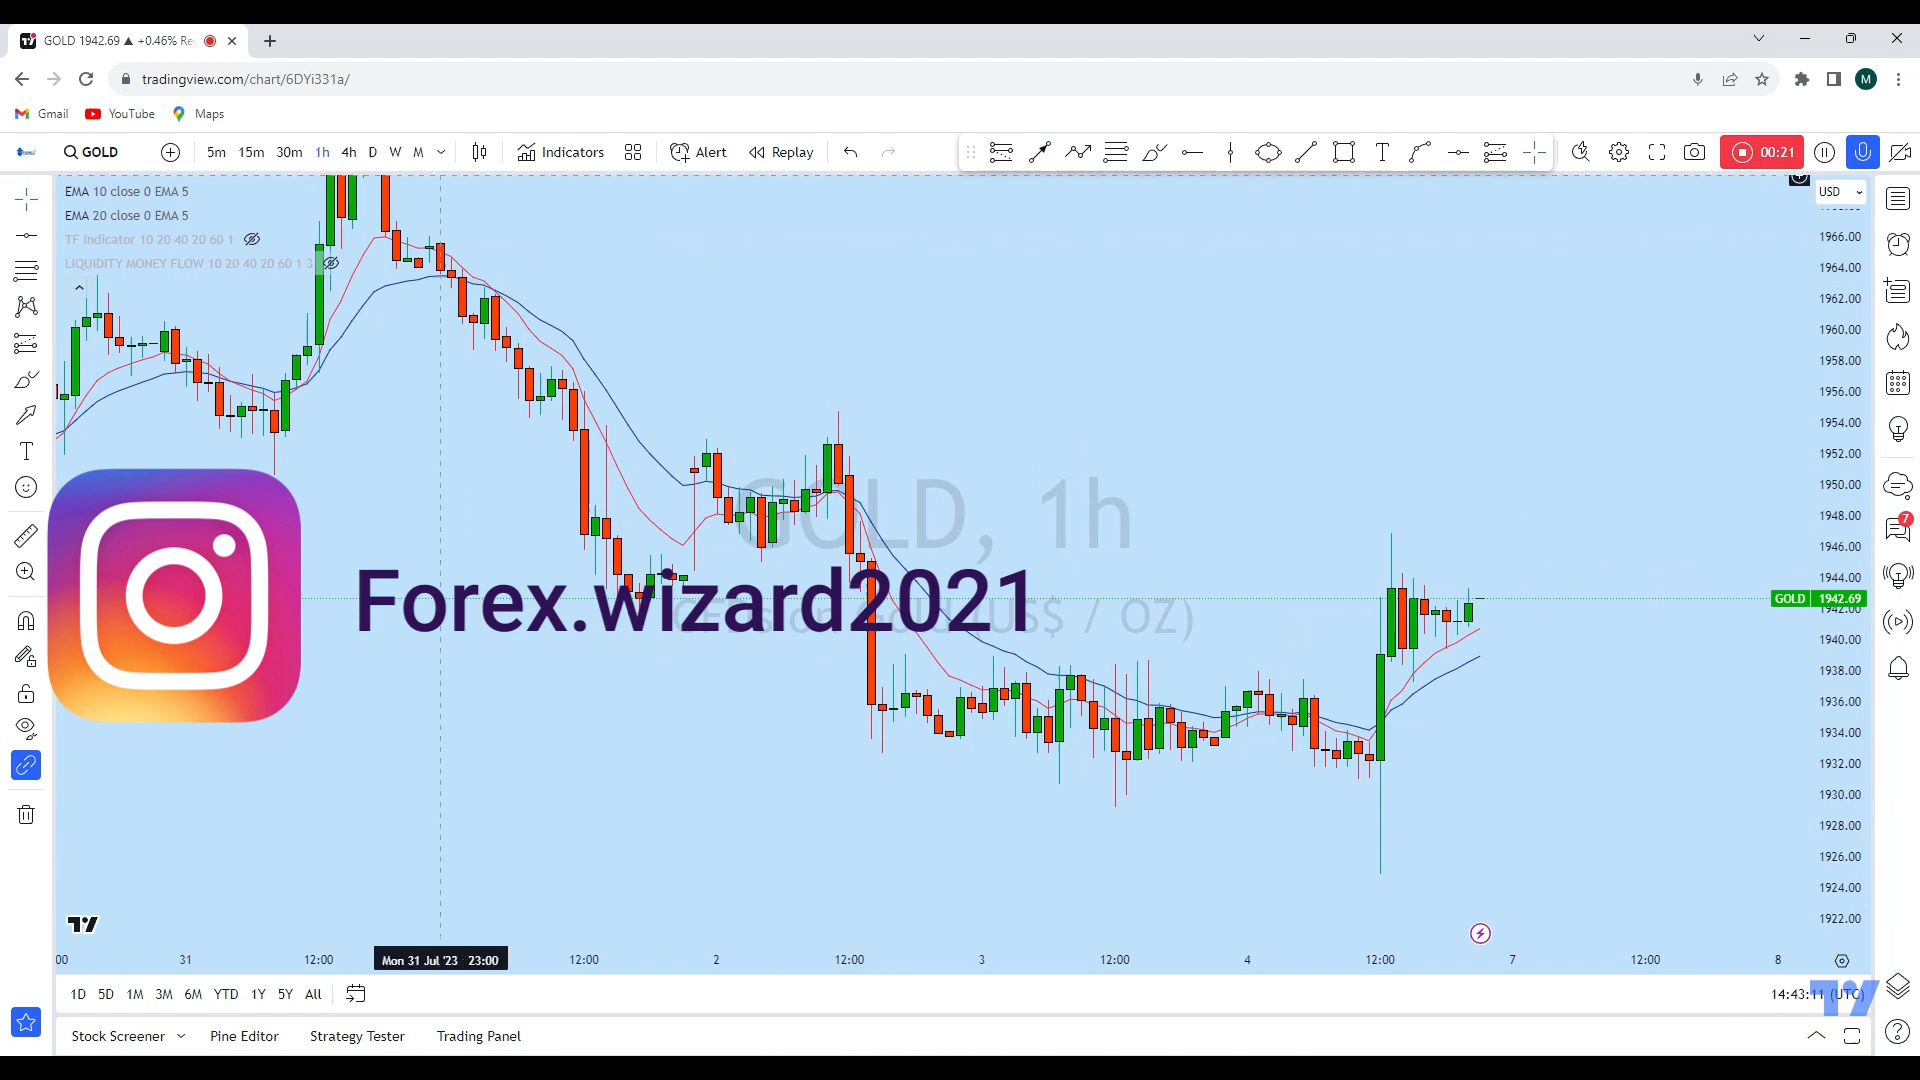 GOLD 1942.69 ▲ +0.46% Re
tradingview.com/chart/6DYi331a/
M
Gmail YouTube Maps
GOLD 5m 15m 30m 1h 4h D W M Indicators Alert Replay 00:21
EMA 10 close 0 EMA 5
EMA 20 close 0 EMA 5
TF Indicator 10 20 40 20 60 1
LIQUIDITY MONEY FLOW 10 20 40 20 60 1 3
USD
1966.00
1964.00
1962.00
1960.00
1958.00
1956.00
1954.00
1952.00
1950.00
1948.00
1946.00
1944.00
GOLD 1942.69
1942.00
1940.00
1938.00
1936.00
1934.00
1932.00
1930.00
1928.00
1926.00
1924.00
1922.00
7
GOLD, 1h
Forex.wizard2021
(US$ / OZ)
00 31 12:00 Mon 31 Jul '23 23:00 12:00 2 12:00 3 12:00 4 12:00 7 12:00 8
1D 5D 1M 3M 6M YTD 1Y 5Y All
14:43:11 (UTC)
Stock Screener Pine Editor Strategy Tester Trading Panel